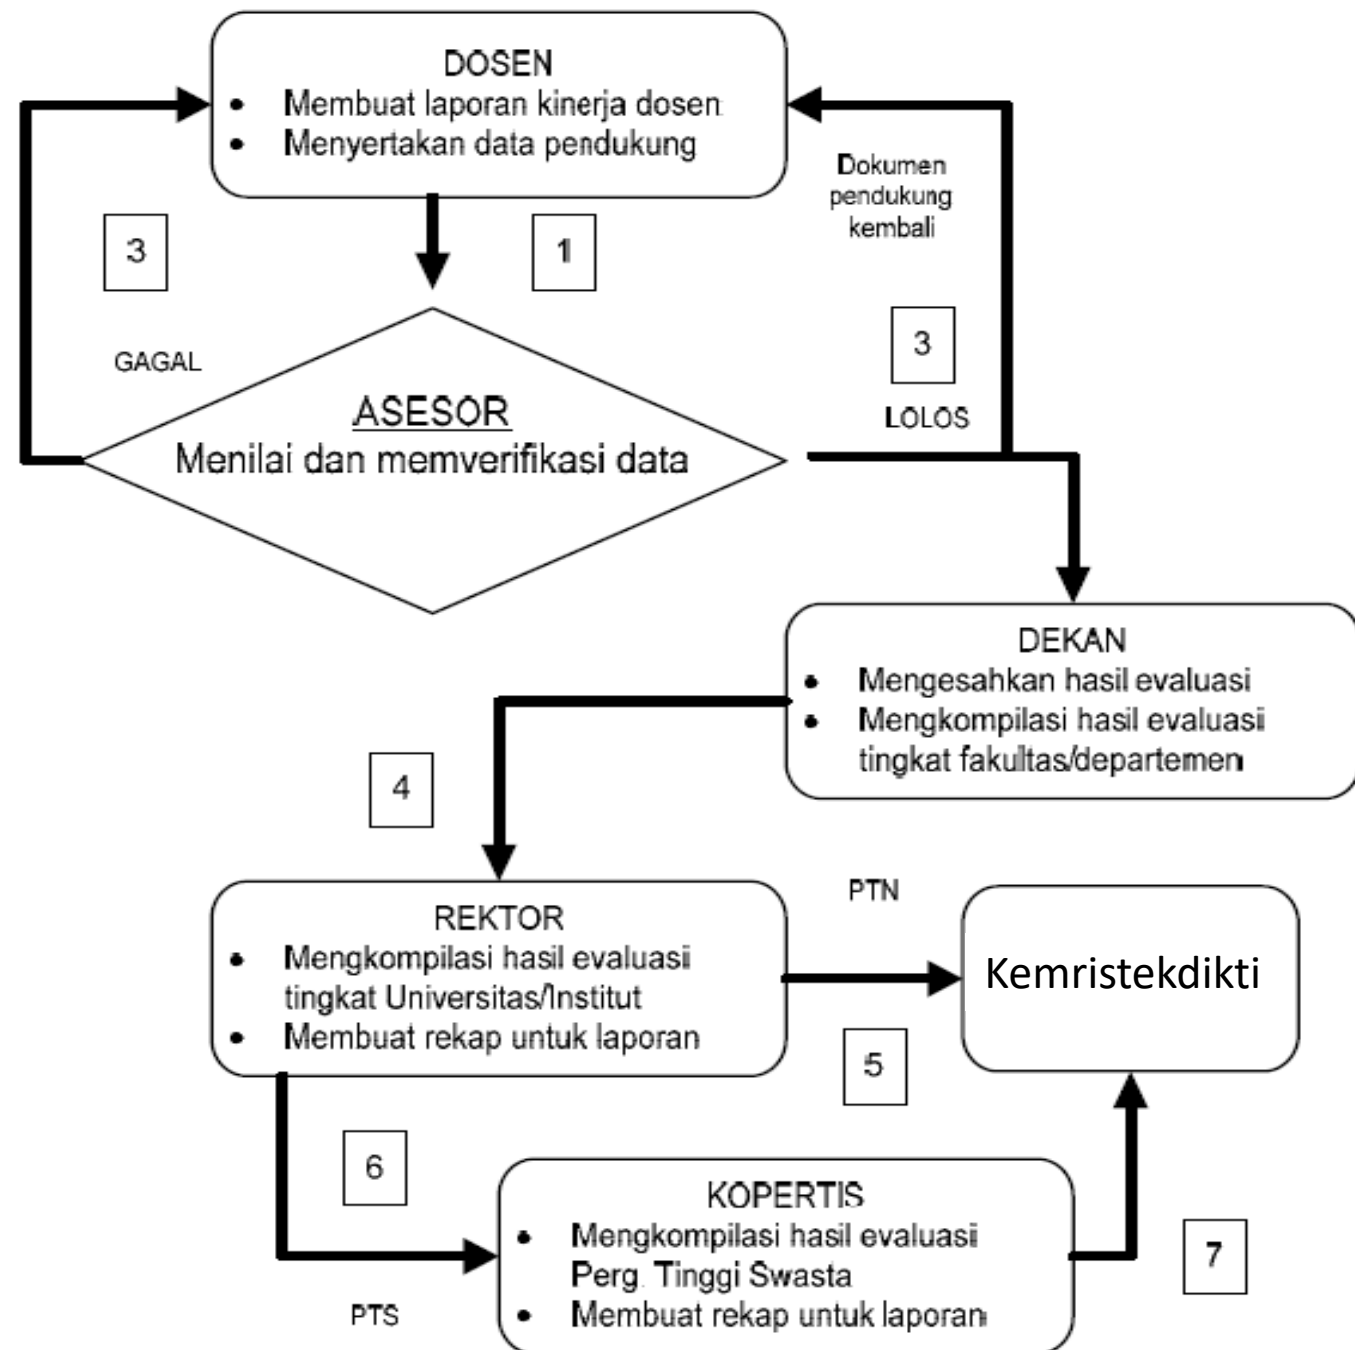 DOSEN
• Membuat laporan kinerja dosen
• Menyertakan data pendukung
Dokumen
pendukung
kembali
3
1
3
GAGAL
LOLOS
ASESOR
Menilai dan memverifikasi data
DEKAN
• Mengesahkan hasil evaluasi
• Mengkompilasi hasil evaluasi
tingkat fakultas/departemen
4
PTN
REKTOR
• Mengkompilasi hasil evaluasi
tingkat Universitas/Institut
• Membuat rekap untuk laporan
Kemristekdikti
5
6
KOPERTIS
• Mengkompilasi hasil evaluasi
Perg. Tinggi Swasta
• Membuat rekap untuk laporan
7
PTS